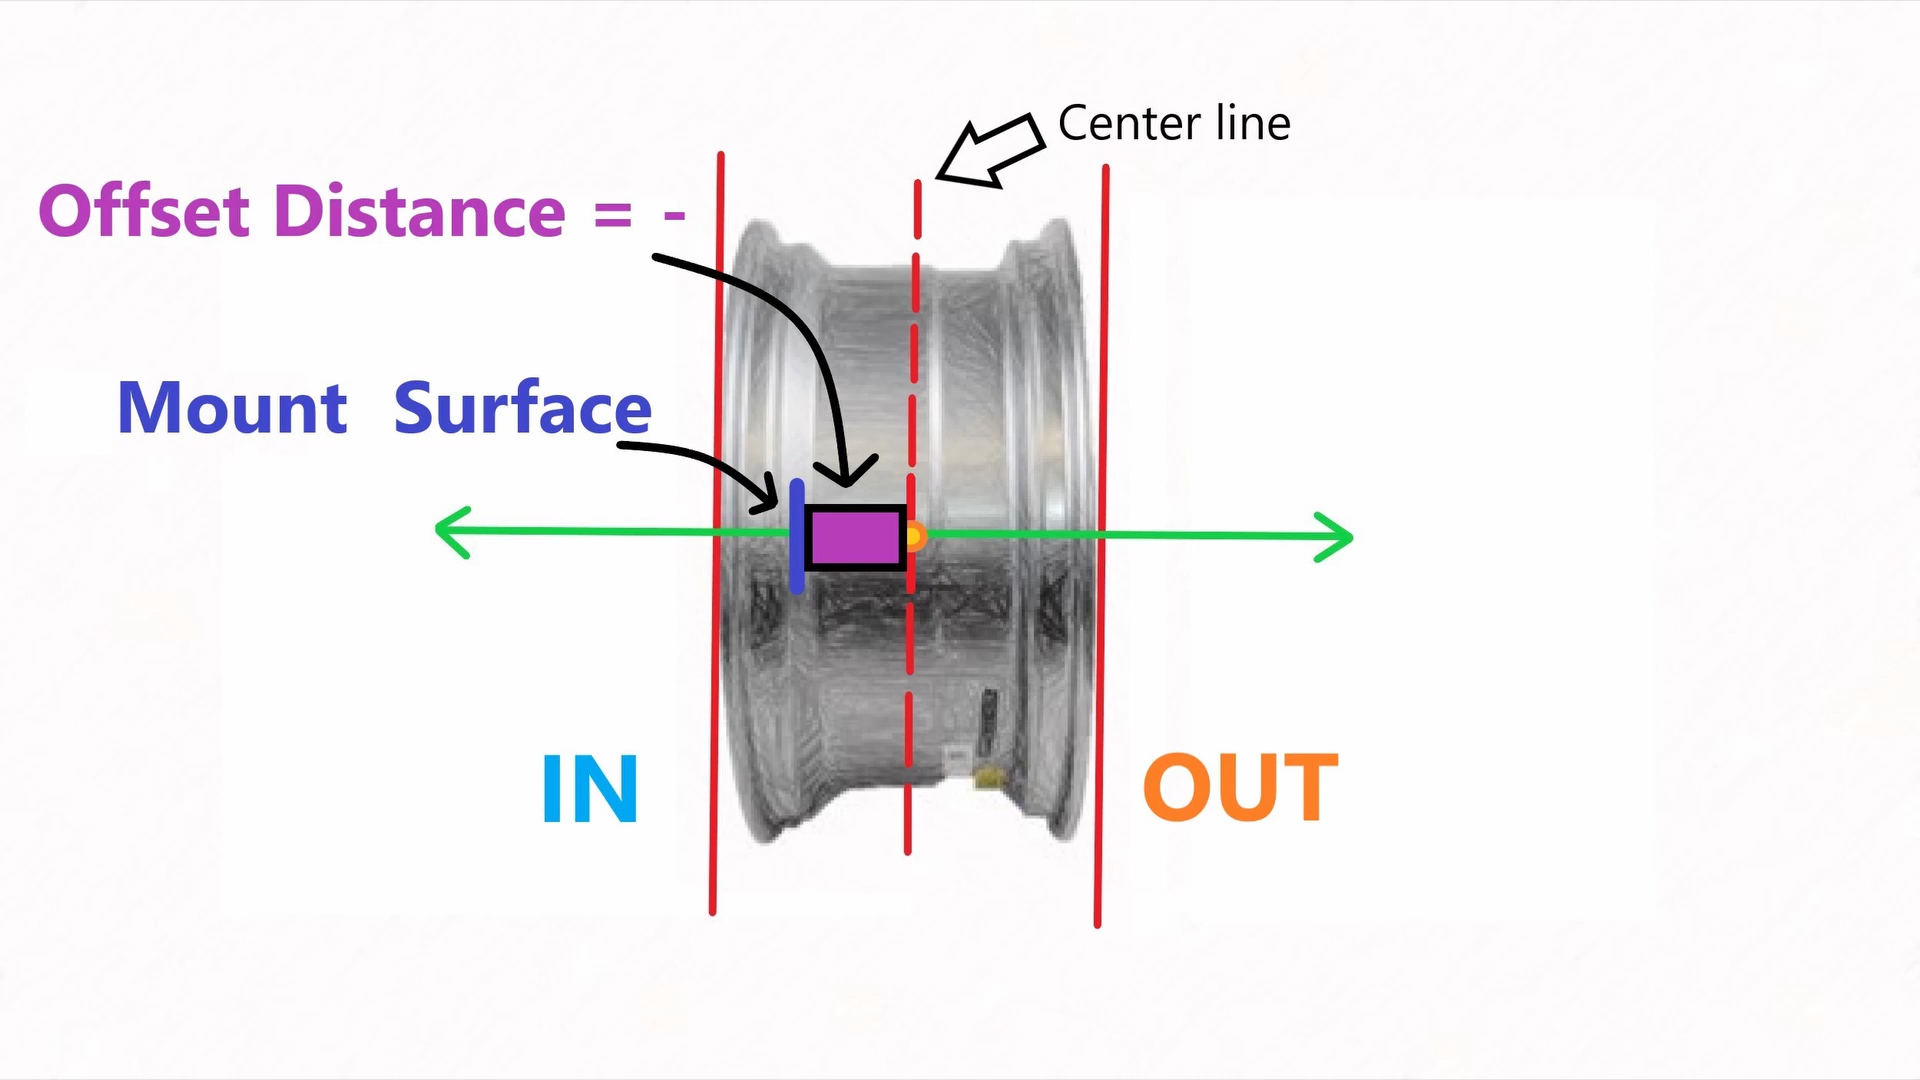 Center line
Offset Distance = -
Mount Surface
IN
OUT